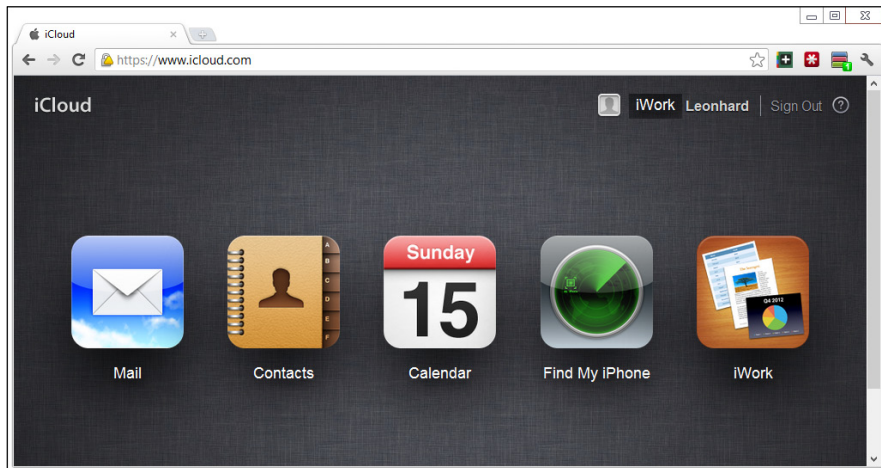 iCloud
https://www.icloud.com
1
iCloud
iWork Leonhard Sign Out ?
A
B
C
D
E
F
Sunday
15
Q4 2012
Mail Contacts Calendar Find My iPhone iWork